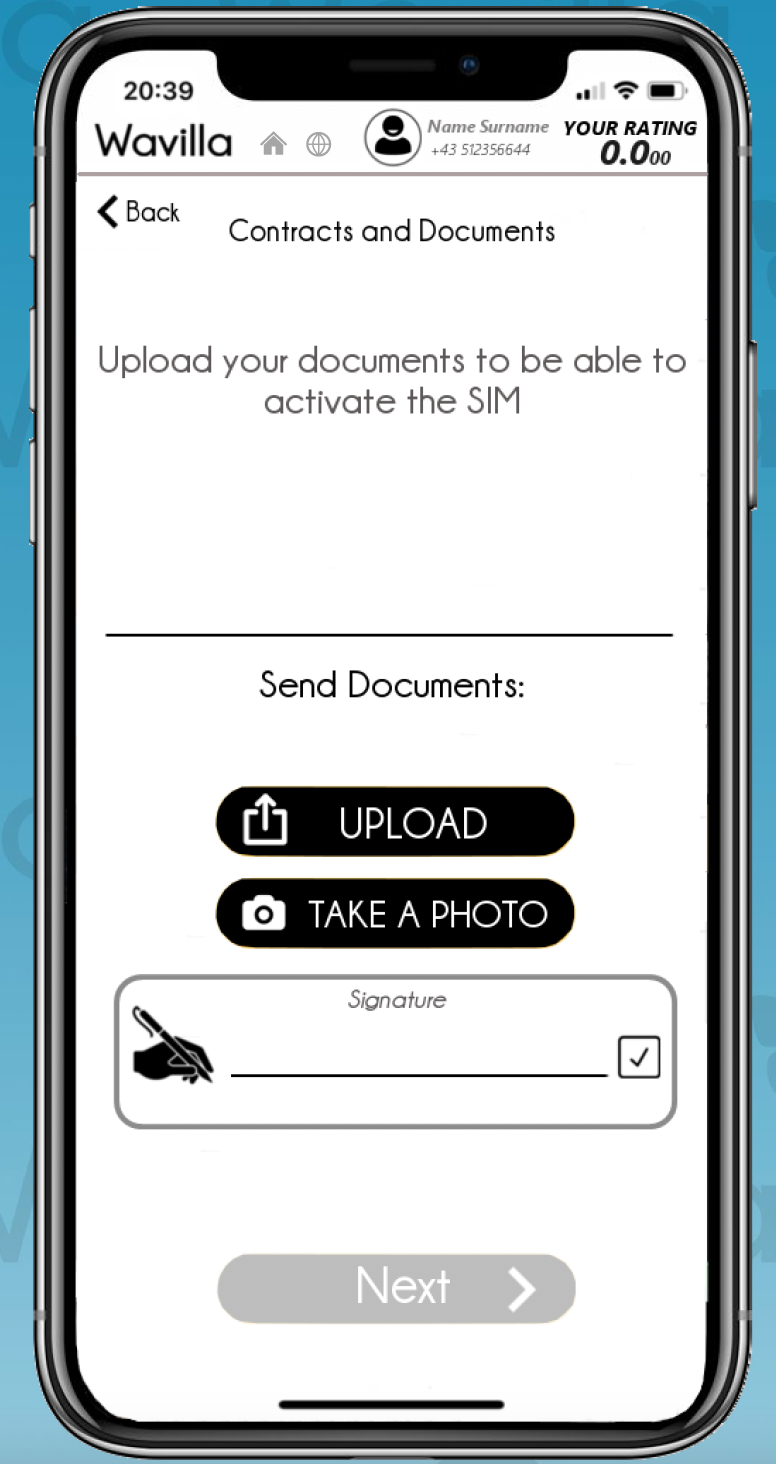 20:39
Wavilla
Name Surname
+43 512356644
YOUR RATING
0.000
Back
Contracts and Documents
Upload your documents to be able to
activate the SIM
Send Documents:
UPLOAD
TAKE A PHOTO
Signature
Next